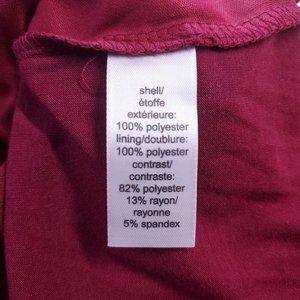 shell/
étoffe
extérieure:
100% polyester
lining/doublure:
100% polyester
contrast/
contraste:
82% polyester
13% rayon/
rayonne
5% spandex